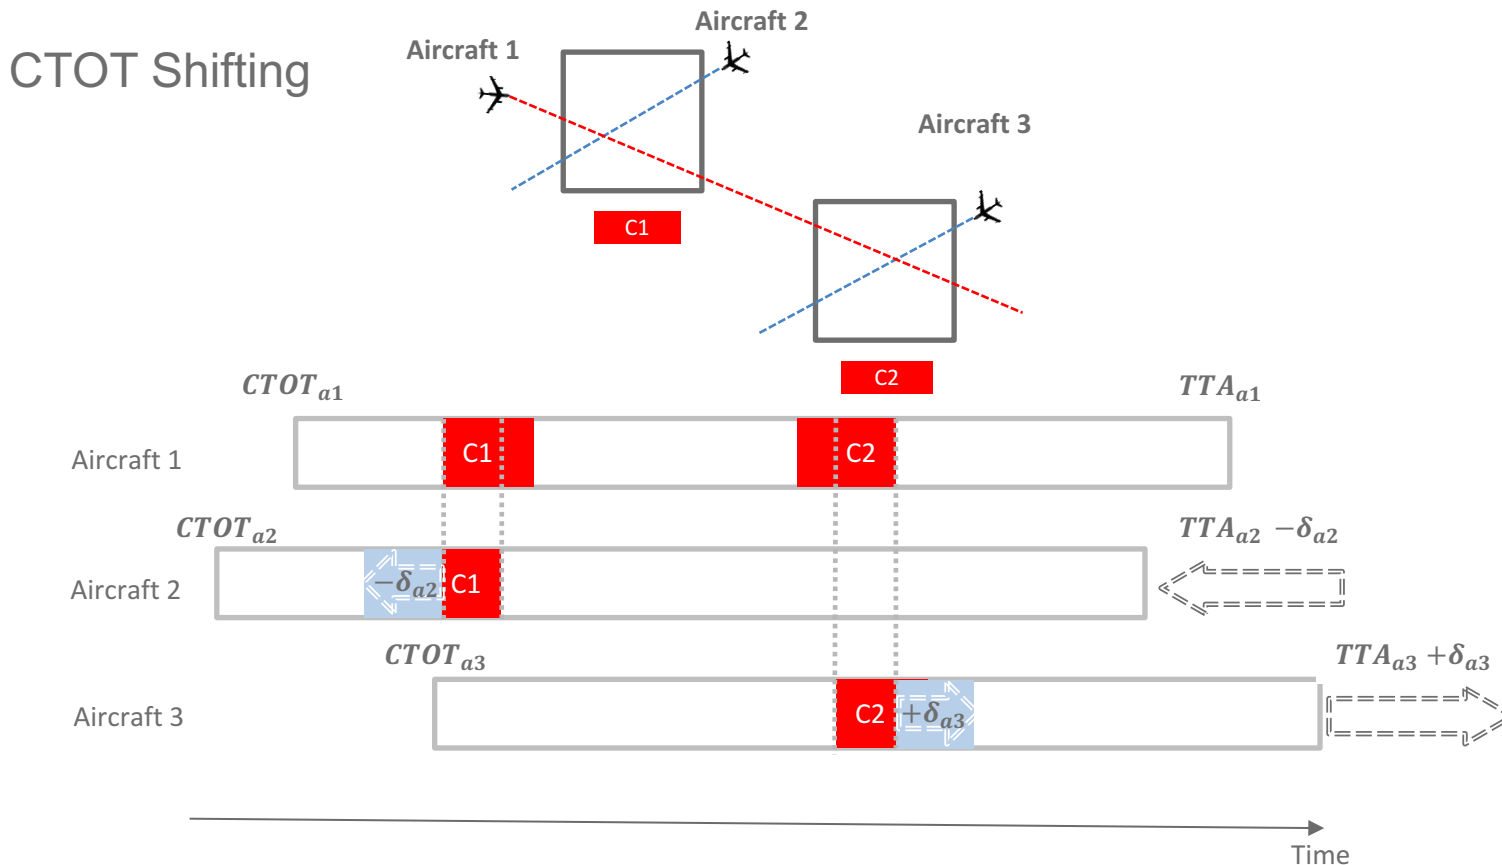 CTOT Shifting
Aircraft 1
Aircraft 2
Aircraft 3
C1
C2
CTOTₐ₁
TTAₐ₁
Aircraft 1
C1
C2
CTOTₐ₂
TTAₐ₂ −δₐ₂
Aircraft 2
−δₐ₂
C1
CTOTₐ₃
TTAₐ₃ +δₐ₃
Aircraft 3
C2
+δₐ₃
Time